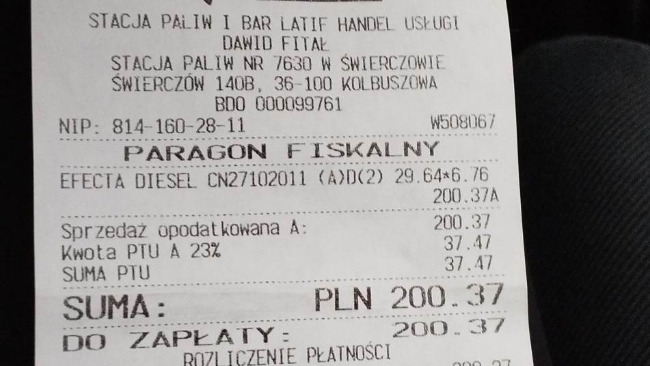 STACJA PALIW I BAR LATIF HANDEL USŁUGI
DAWID FITAŁ
STACJA PALIW NR 7630 W ŚWIERCZOWIE
ŚWIERCZÓW 140B, 36-100 KOLBUSZOWA
BDO 000099761
NIP: 814-160-28-11 W508067
PARAGON FISKALNY
EFECTA DIESEL CN27102011 (A)D(2) 29.64*6.76
200.37A
Sprzedaż opodatkowana A: 200.37
Kwota PTU A 23% 37.47
SUMA PTU 37.47
SUMA: PLN 200.37
DO ZAPŁATY: 200.37
ROZLICZENIE PŁATNOŚCI